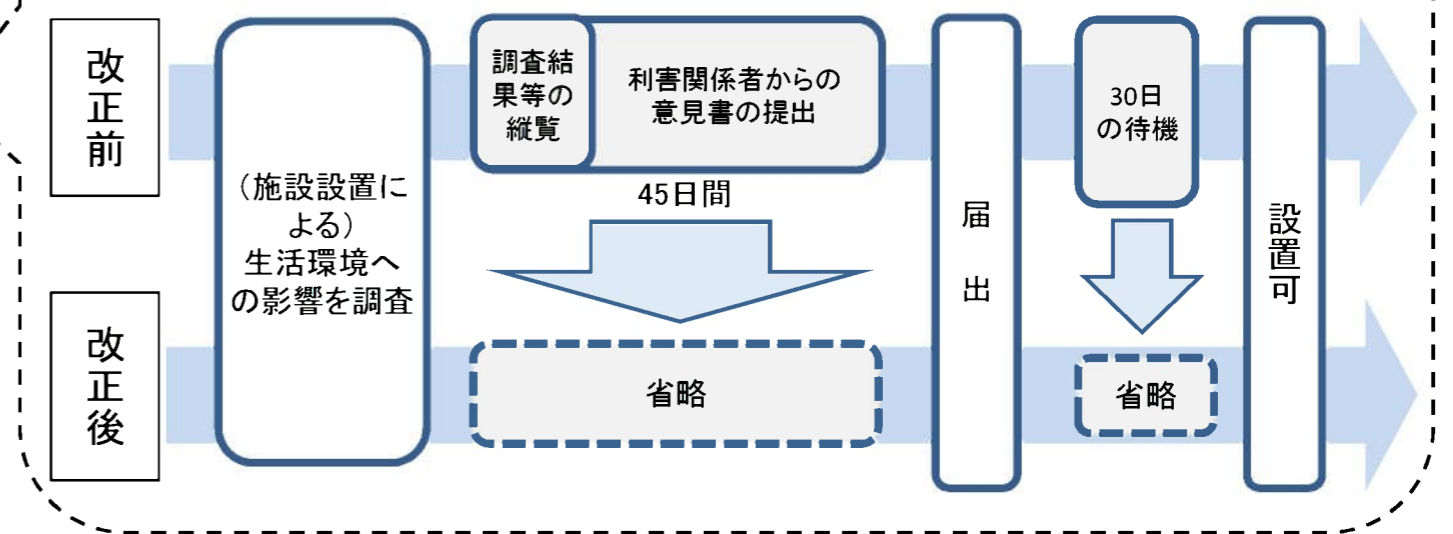 改正前
(施設設置に
よる)
生活環境へ
の影響を調査
調査結
果等の
縦覧
利害関係者からの
意見書の提出
45日間
届出
30日
の待機
設置可
改正後
省略
省略